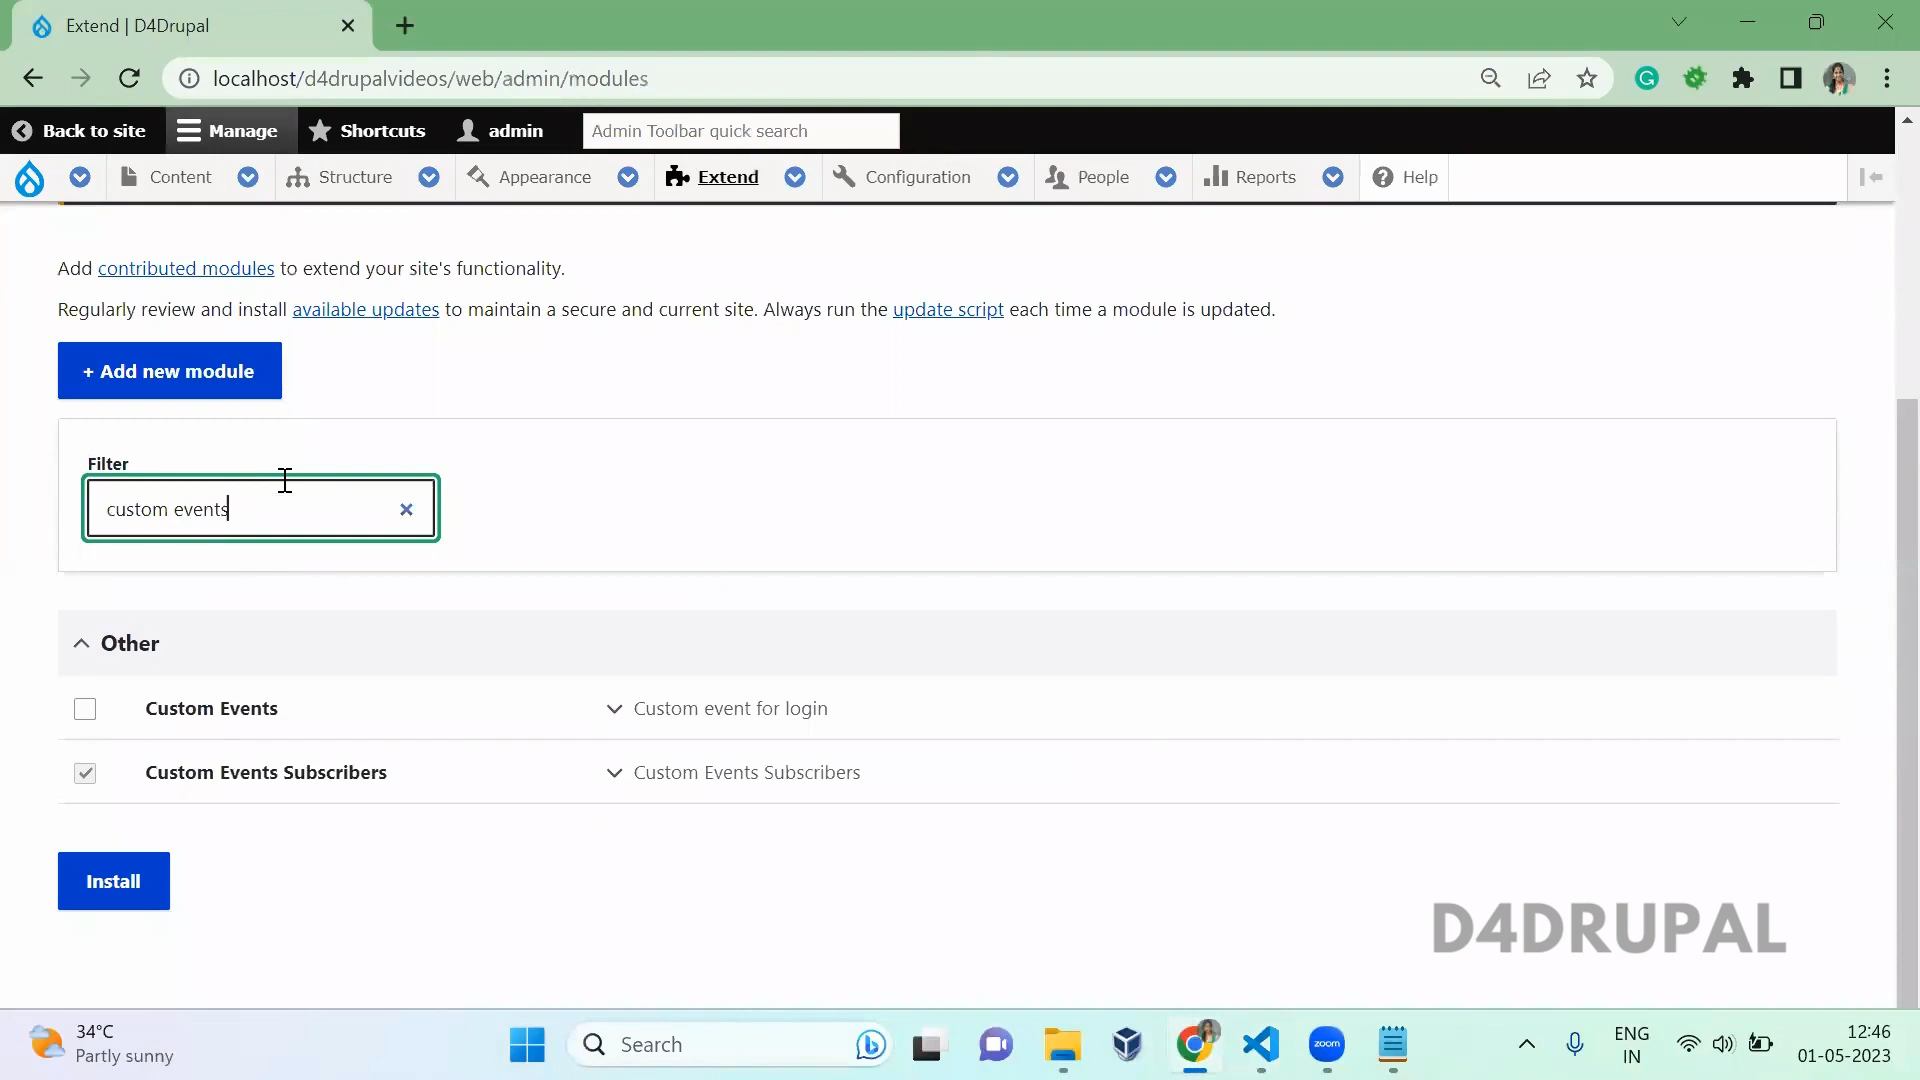 Extend | D4Drupal
localhost/d4drupalvideos/web/admin/modules
Back to site Manage Shortcuts admin Admin Toolbar quick search
Content Structure Appearance Extend Configuration People Reports Help
Add contributed modules to extend your site's functionality.
Regularly review and install available updates to maintain a secure and current site. Always run the update script each time a module is updated.
+ Add new module
Filter
custom events
Other
Custom Events Custom event for login
Custom Events Subscribers Custom Events Subscribers
Install
D4DRUPAL
34°C
Partly sunny
Search
zoom
ENG
IN
12:46
01-05-2023